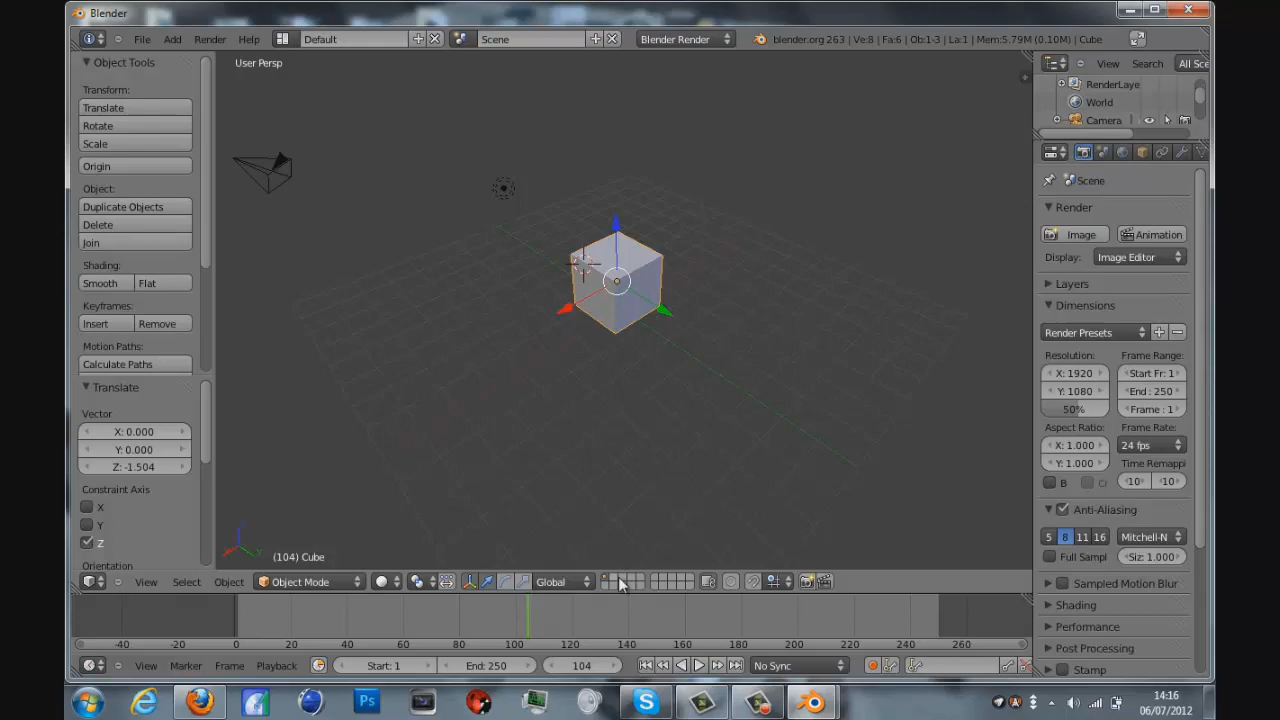 Blender
File Add Render Help Default Scene Blender Render blender.org 263 | Ve:8 | Fa:6 | Ob:1-3 | La:1 | Mem:5.79M (0.10M) | Cube
Object Tools
Transform:
Translate
Rotate
Scale
Origin
Object:
Duplicate Objects
Delete
Join
Shading:
Smooth Flat
Keyframes:
Insert Remove
Motion Paths:
Calculate Paths
Translate
Vector
X: 0.000
Y: 0.000
Z: -1.504
Constraint Axis
X
Y
Z
Orientation
User Persp
(104) Cube
View Search All Sce
RenderLaye
World
Camera
Scene
Render
Image Animation
Display: Image Editor
Layers
Dimensions
Render Presets
Resolution: Frame Range:
X: 1920 Start Fr: 1
Y: 1080 End : 250
50% Frame : 1
Aspect Ratio: Frame Rate:
X: 1.000 24 fps
Y: 1.000 Time Remappi
B Cr 10 10
Anti-Aliasing
5 8 11 16 Mitchell-N
Full Sampl Siz: 1.000
Sampled Motion Blur
Shading
Performance
Post Processing
Stamp
View Select Object Object Mode Global
-40 -20 0 20 40 60 80 100 120 140 160 180 200 220 240 260
View Marker Frame Playback Start: 1 End: 250 104 No Sync
Ps
14:16
06/07/2012